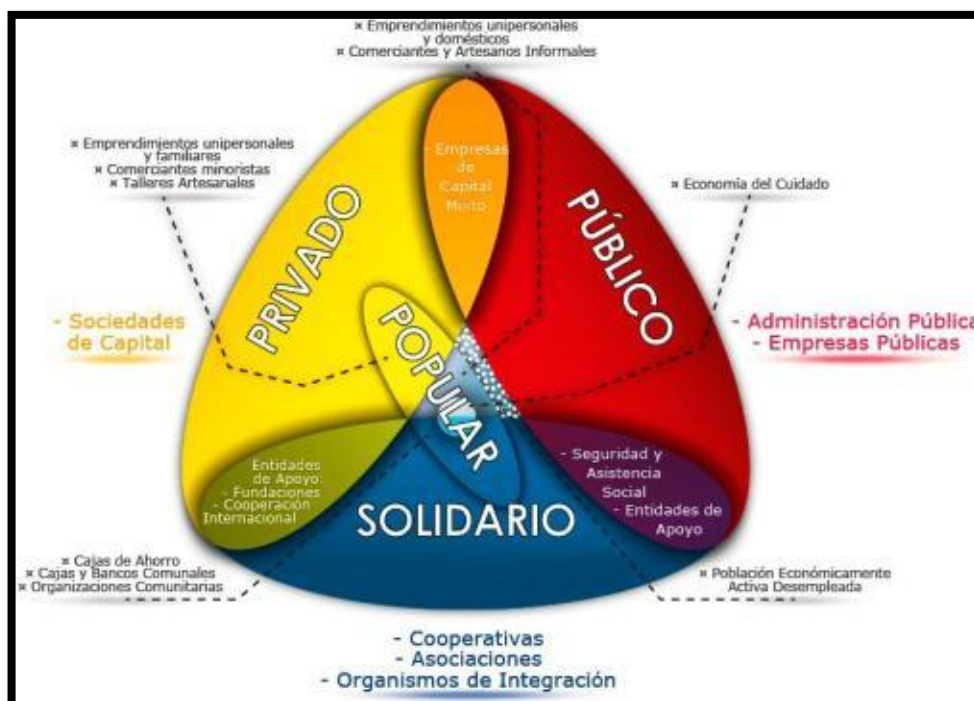 ¤ Emprendimientos unipersonales
y domésticos
¤ Comerciantes y Artesanos Informales
¤ Emprendimientos unipersonales
y familiares
¤ Comerciantes minoristas
¤ Talleres Artesanales
- Empresas
de
Capital
Mixto
¤ Economía del Cuidado
PRIVADO
PÚBLICO
- Sociedades
de Capital
- Administración Pública
- Empresas Públicas
POPULAR
Entidades
de Apoyo:
- Fundaciones
- Cooperación
Internacional
- Seguridad y
Asistencia
Social
- Entidades de
Apoyo
SOLIDARIO
¤ Cajas de Ahorro
¤ Cajas y Bancos Comunales
¤ Organizaciones Comunitarias
¤ Población Económicamente
Activa Desempleada
- Cooperativas
- Asociaciones
- Organismos de Integración